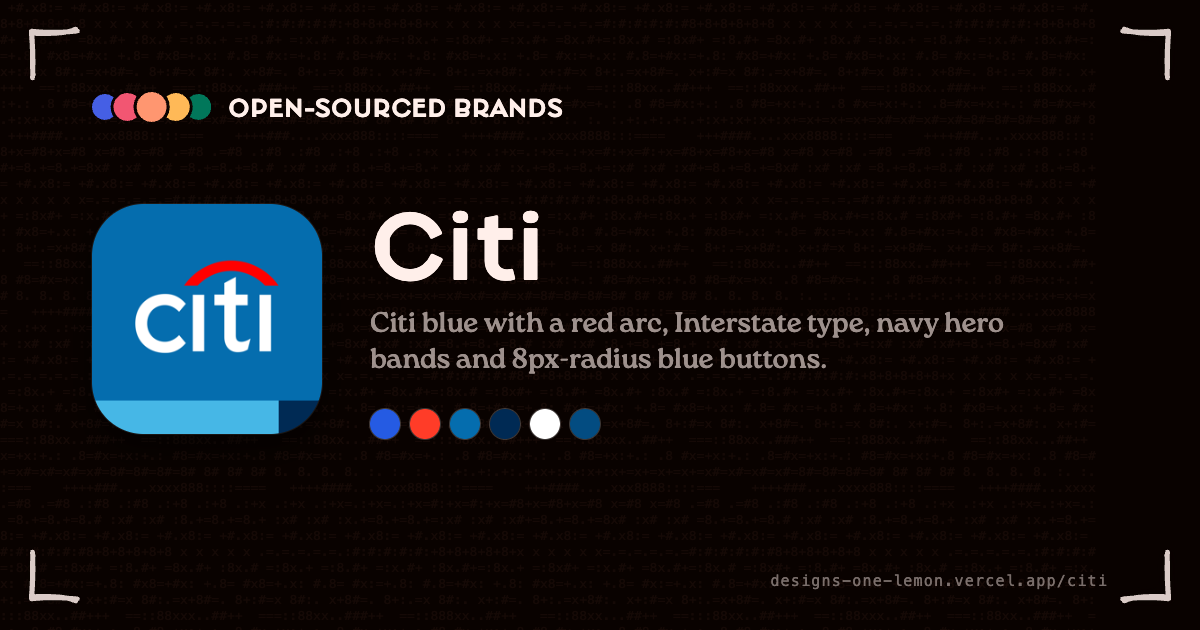 OPEN-SOURCED BRANDS
citi
Citi
Citi blue with a red arc, Interstate type, navy hero
bands and 8px-radius blue buttons.
designs-one-lemon.vercel.app/citi